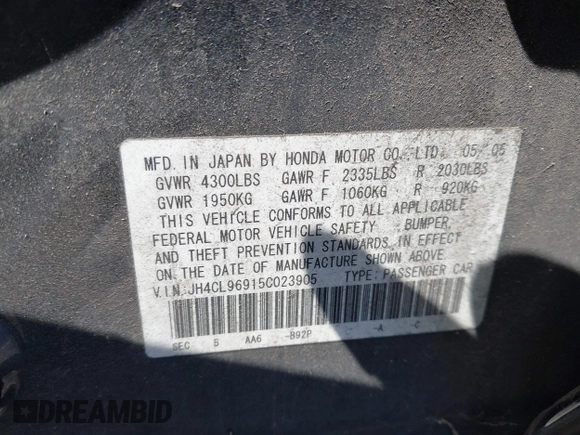 MFD. IN JAPAN BY HONDA MOTOR CO., LTD. 05 05
GVWR 4300LBS GAWR F 2335LBS R 2030LBS
GVWR 1950KG GAWR F 1060KG R 920KG
THIS VEHICLE CONFORMS TO ALL APPLICABLE
FEDERAL MOTOR VEHICLE SAFETY , BUMPER,
AND THEFT PREVENTION STANDARDS IN EFFECT
ON THE DATE OF MANUFACTURE SHOWN ABOVE
V.I.N: JH4CL96915C023905 TYPE: PASSENGER CAR
SEC B AA6 -B92P - -A -C
DREAMBID